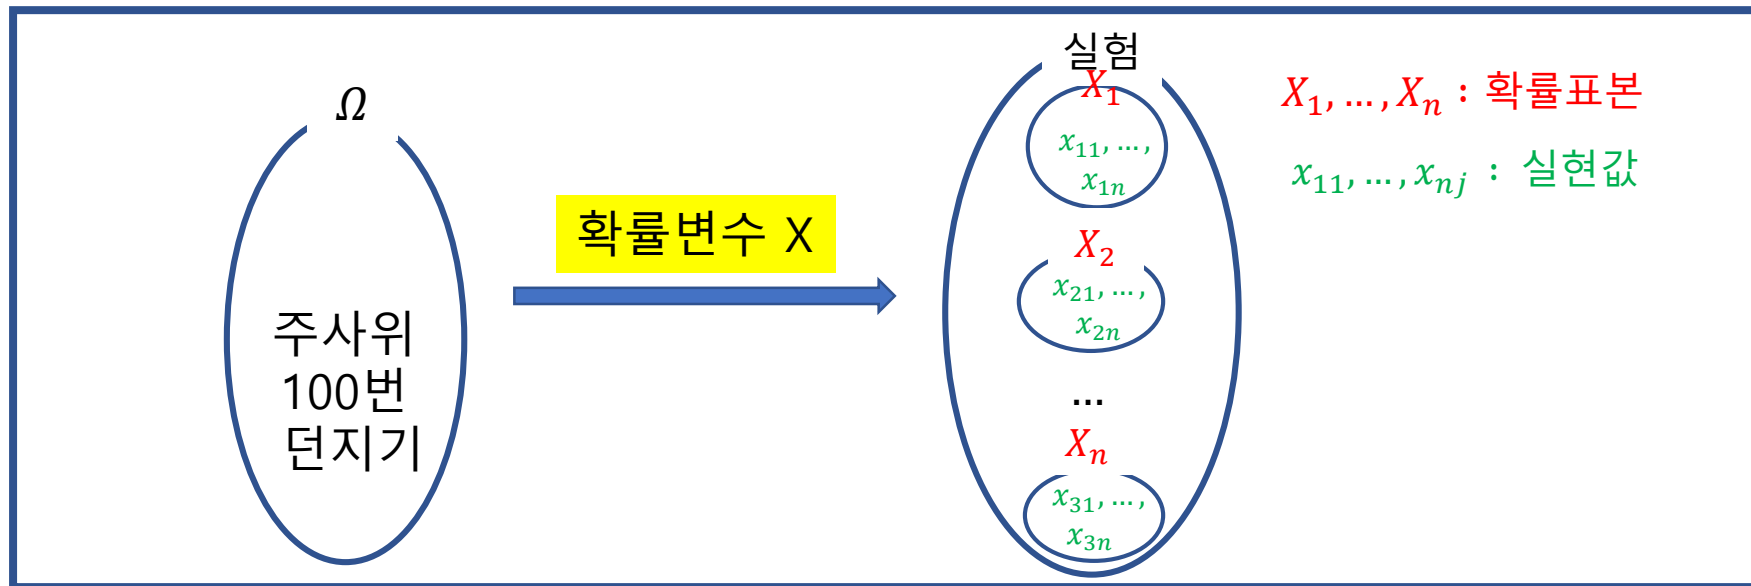 Ω
주사위
100번
던지기
확률변수 X
실험
X₁
x₁₁, …,
x₁ₙ
X₂
x₂₁, …,
x₂ₙ
…
Xₙ
x₃₁, …,
x₃ₙ
X₁, …, Xₙ : 확률표본
x₁₁, …, xₙⱼ : 실현값